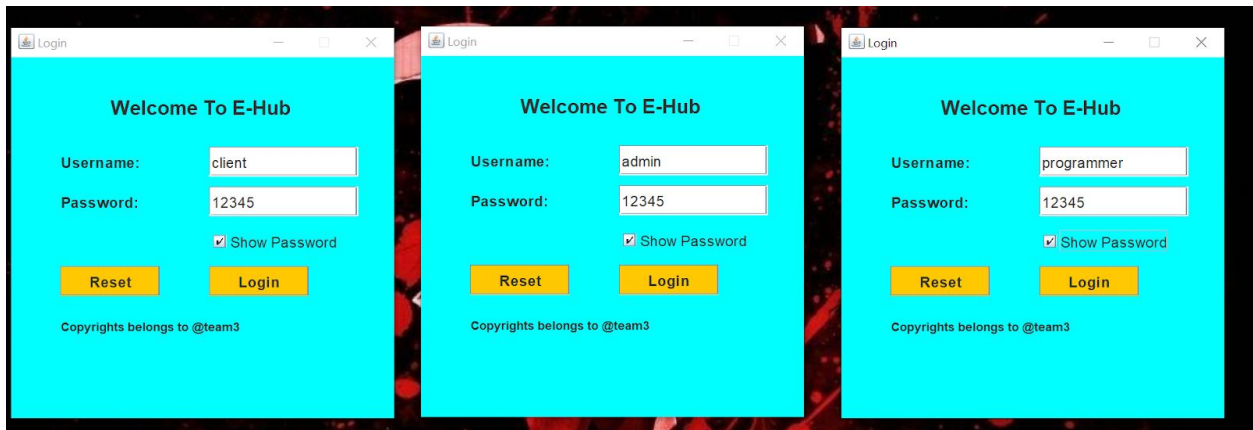 Login
Welcome To E-Hub
Username: client
Password: 12345
Show Password
Reset Login
Copyrights belongs to @team3
Login
Welcome To E-Hub
Username: admin
Password: 12345
Show Password
Reset Login
Copyrights belongs to @team3
Login
Welcome To E-Hub
Username: programmer
Password: 12345
Show Password
Reset Login
Copyrights belongs to @team3